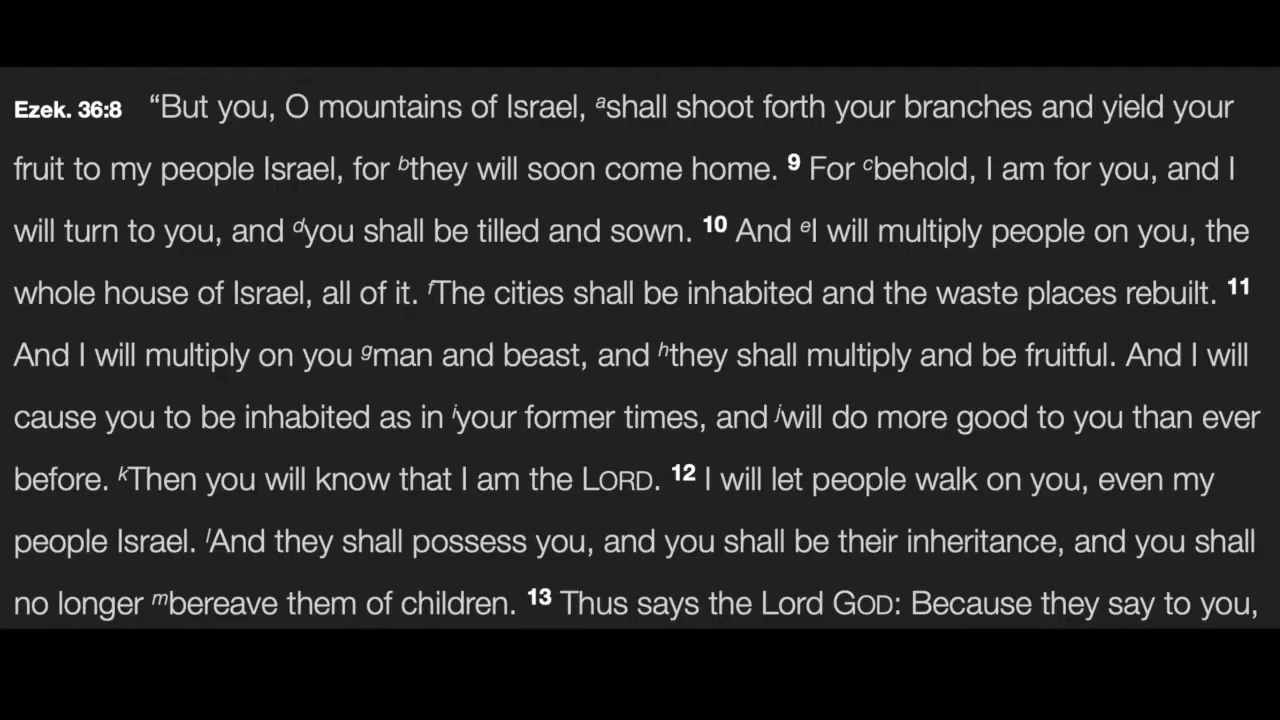 Ezek. 36:8 “But you, O mountains of Israel, ashall shoot forth your branches and yield your
fruit to my people Israel, for bthey will soon come home. 9 For cbehold, I am for you, and I
will turn to you, and dyou shall be tilled and sown. 10 And eI will multiply people on you, the
whole house of Israel, all of it. fThe cities shall be inhabited and the waste places rebuilt. 11
And I will multiply on you gman and beast, and hthey shall multiply and be fruitful. And I will
cause you to be inhabited as in iyour former times, and jwill do more good to you than ever
before. kThen you will know that I am the LORD. 12 I will let people walk on you, even my
people Israel. lAnd they shall possess you, and you shall be their inheritance, and you shall
no longer mbereave them of children. 13 Thus says the Lord GOD: Because they say to you,